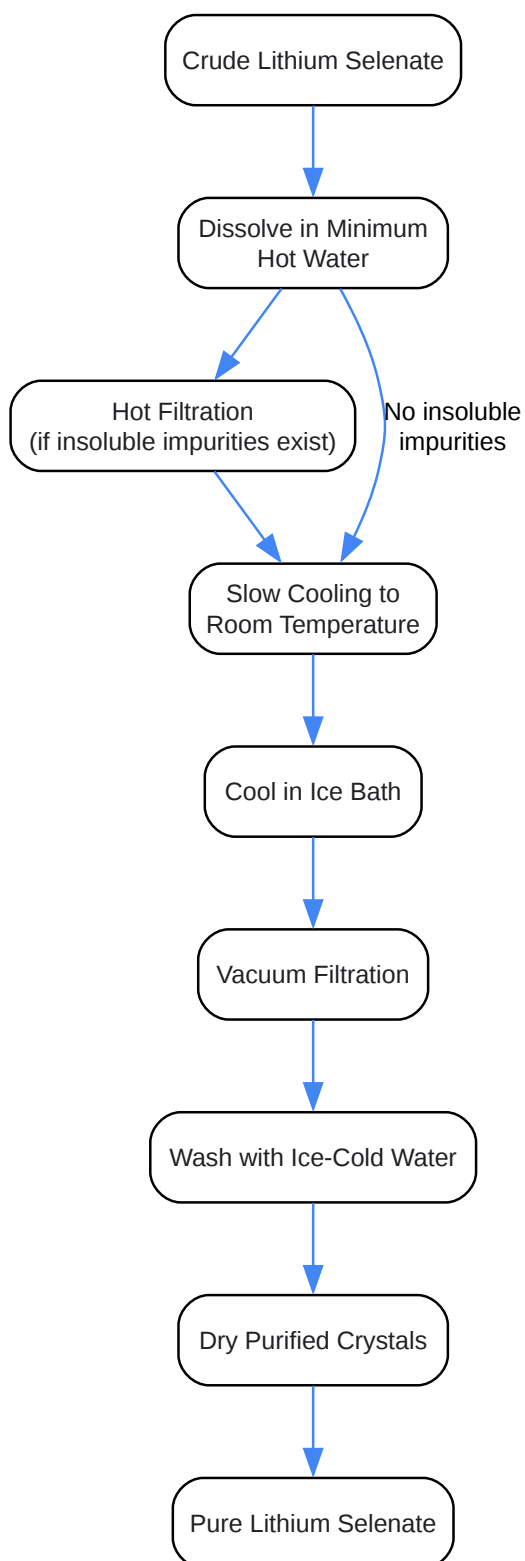 Crude Lithium Selenate
Dissolve in Minimum
Hot Water
Hot Filtration
(if insoluble impurities exist)
No insoluble
impurities
Slow Cooling to
Room Temperature
Cool in Ice Bath
Vacuum Filtration
Wash with Ice-Cold Water
Dry Purified Crystals
Pure Lithium Selenate